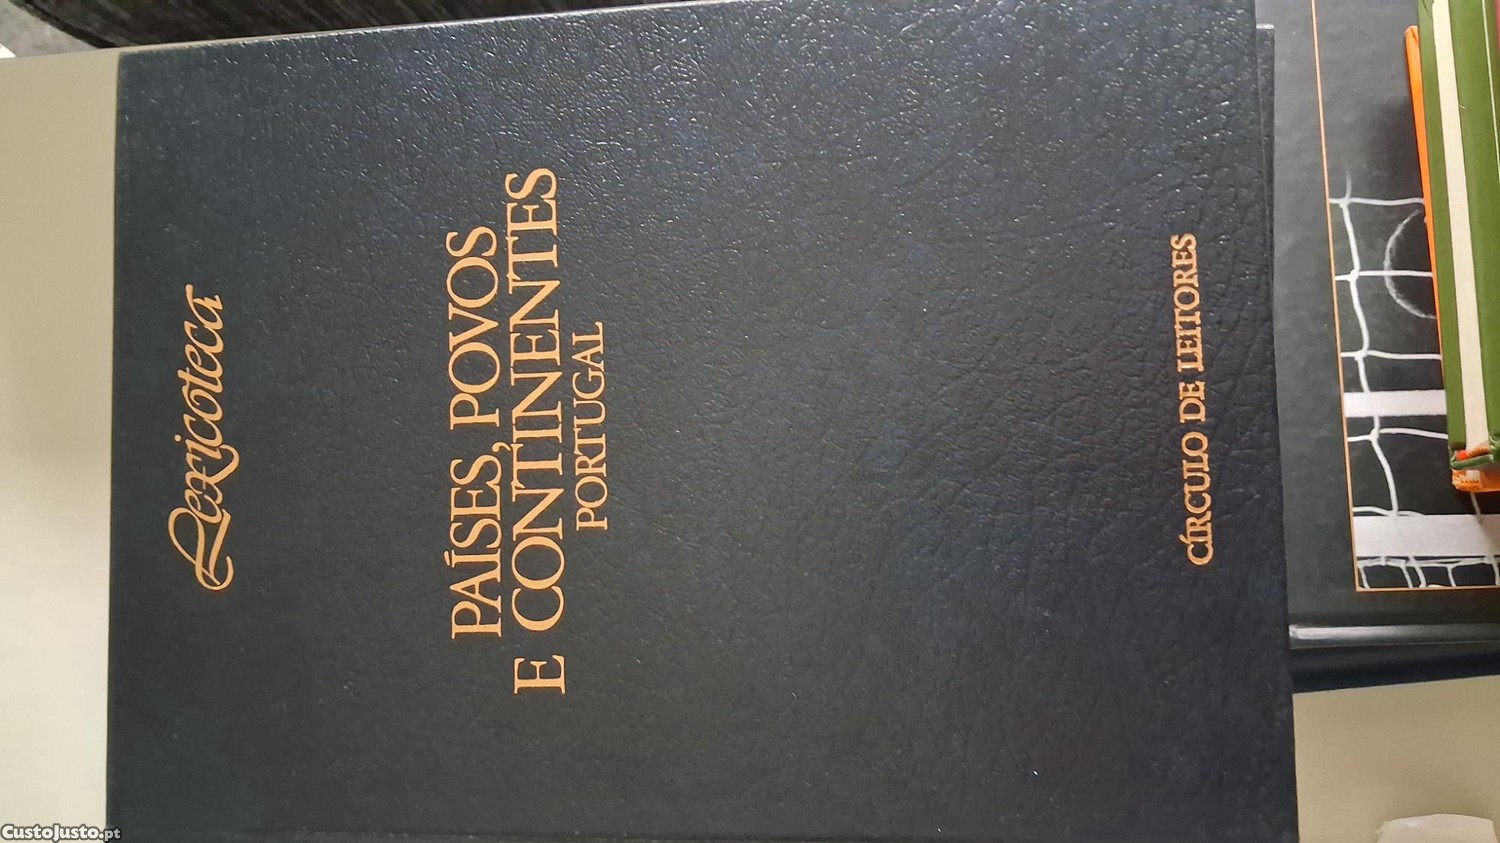 Lexicoteca
PAÍSES, POVOS
E CONTINENTES
PORTUGAL
CÍRCULO DE LEITORES
CustoJusto.pt